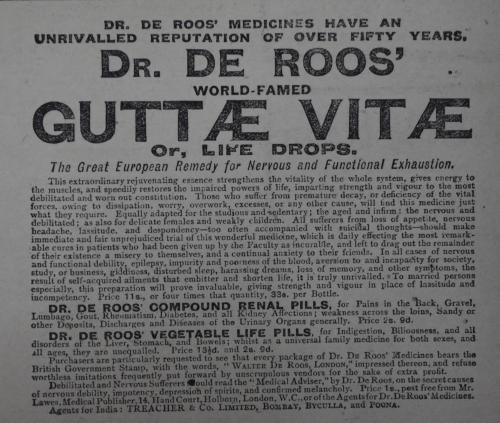 DR. DE ROOS' MEDICINES HAVE AN
UNRIVALLED REPUTATION OF OVER FIFTY YEARS.
DR. DE ROOS'
WORLD-FAMED
GUTTÆ VITÆ
Or, LIFE DROPS.
The Great European Remedy for Nervous and Functional Exhaustion.
This extraordinary rejuvenating essence strengthens the vitality of the whole system, gives energy to
the muscles, and speedily restores the impaired powers of life, imparting strength and vigour to the most
debilitated and worn out constitution. Those who suffer from premature decay, or deficiency of the vital
forces, owing to dissipation, worry, overwork, excesses, or any other cause, will find this medicine just
what they require. Equally adapted for the studious and sedentary; the aged and infirm; the nervous and
debilitated; as also for delicate females and weakly children. All sufferers from loss of appetite, nervous
headache, lassitude, and despondency—too often accompanied with suicidal thoughts—should make
immediate and fair unprejudiced trial of this wonderful medicine, which is daily effecting the most remark-
able cures in patients who had been given up by the Faculty as incurable, and left to drag out the remainder
of their existence a misery to themselves, and a continual anxiety to their friends. In all cases of nervous
and functional debility, epilepsy, impurity and poorness of the blood, aversion to and incapacity for society,
study, or business, giddiness, disturbed sleep, harassing dreams, loss of memory, and other symptoms, the
result of self-acquired ailments that embitter and shorten life, it is truly unrivalled. To married persons
especially, this preparation will prove invaluable, giving strength and vigour in place of lassitude and
incompetency. Price 11s., or four times that quantity, 33s. per Bottle.
DR. DE ROOS' COMPOUND RENAL PILLS, for Pains in the Back, Gravel,
Lumbago, Gout, Rheumatism, Diabetes, and all Kidney Affections; weakness across the loins, Sandy or
other Deposits, Discharges and Diseases of the Urinary Organs generally. Price 2s. 9d.
DR. DE ROOS' VEGETABLE LIFE PILLS, for Indigestion, Biliousness, and all
disorders of the Liver, Stomach, and Bowels; whilst as a universal family medicine for both sexes, and
all ages, they are unequalled. Price 13½d. and 2s. 9d.
Purchasers are particularly requested to see that every package of Dr. De Roos' Medicines bears the
British Government Stamp, with the words, "WALTER DE ROOS, LONDON," impressed thereon, and refuse
worthless imitations frequently put forward by unscrupulous vendors for the sake of extra profit.
Debilitated and Nervous Sufferers should read the "Medical Adviser," by Dr. De Roos, on the secret causes
of nervous debility, impotency, depression of spirits, and confirmed melancholy. Price 1s., post free from Mr.
Lawes, Medical Publisher, 14, Hand Court, Holborn, London, W.C., or of the Agents for Dr. De Roos' Medicines.
Agents for India: TREACHER & Co. LIMITED, BOMBAY, BYCULLA, and POONA.